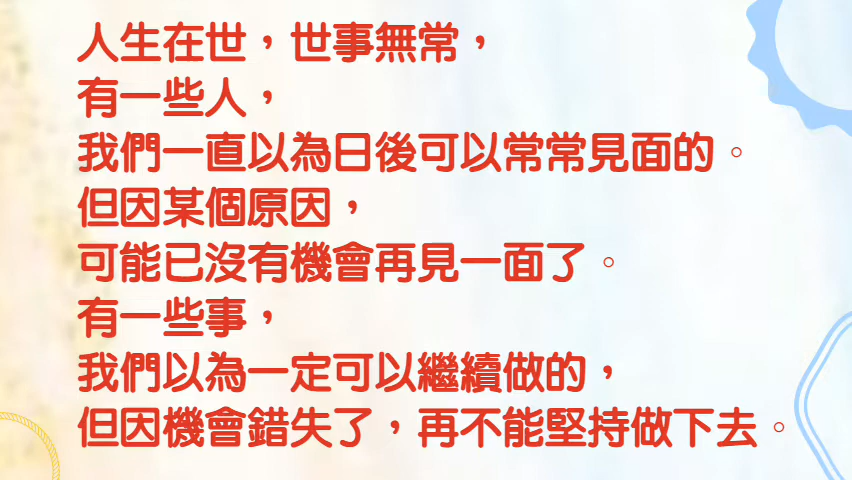 人生在世，世事無常，
有一些人，
我們一直以為日後可以常常見面的。
但因某個原因，
可能已沒有機會再見一面了。
有一些事，
我們以為一定可以繼續做的，
但因機會錯失了，再不能堅持做下去。